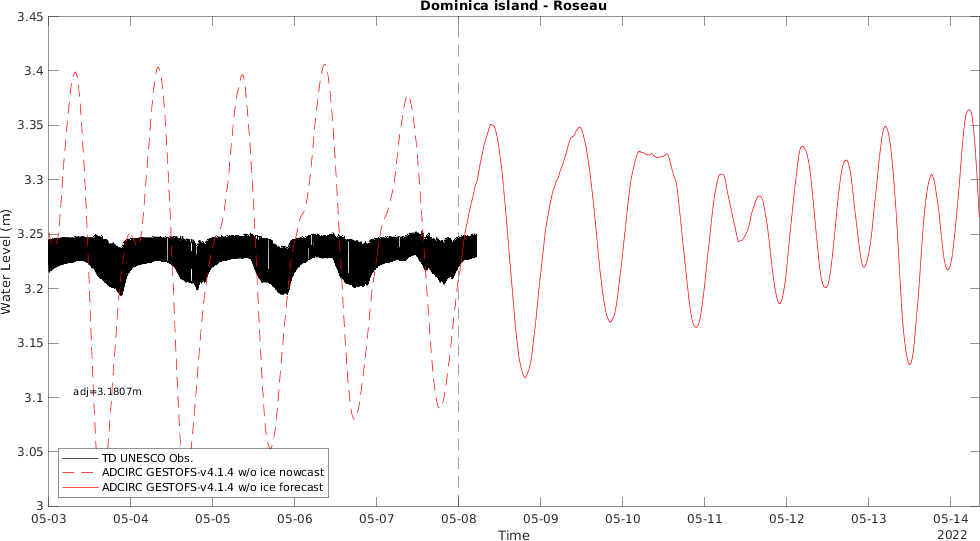 Dominica island - Roseau
3.45
3.4
3.35
3.3
3.25
3.2
3.15
3.1
3.05
3
Water Level (m)
adj=3.1807m
TD UNESCO Obs.
ADCIRC GESTOFS-v4.1.4 w/o ice nowcast
ADCIRC GESTOFS-v4.1.4 w/o ice forecast
05-03 05-04 05-05 05-06 05-07 05-08 05-09 05-10 05-11 05-12 05-13 05-14
Time 2022